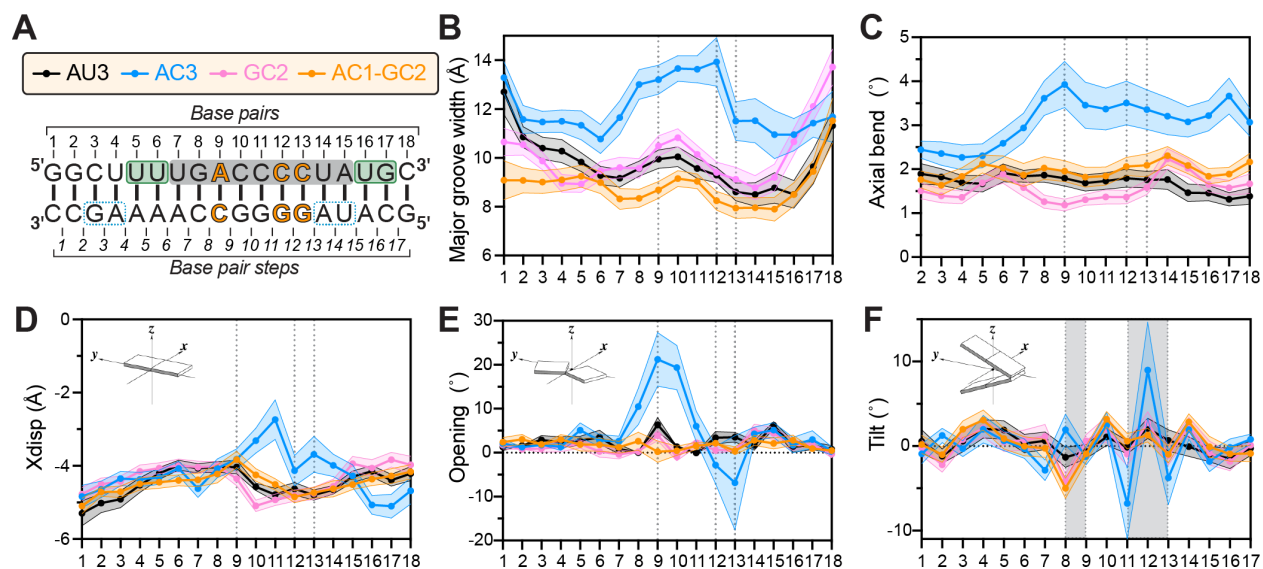 A
AU3 AC3 GC2 AC1-GC2
Base pairs
1 2 3 4 5 6 7 8 9 10 11 12 13 14 15 16 17 18
5' GGCUUUUGACCCCUAUGC 3'
3' CCGAAAACCGGGGAUACG 5'
1 2 3 4 5 6 7 8 9 10 11 12 13 14 15 16 17
Base pair steps
B
Major groove width (Å)
14
12
10
8
6
1 2 3 4 5 6 7 8 9 10 11 12 13 14 15 16 17 18
C
Axial bend (°)
5
4
3
2
1
0
2 3 4 5 6 7 8 9 10 11 12 13 14 15 16 17 18
D
Xdisp (Å)
0
-2
-4
-6
z
y
x
1 2 3 4 5 6 7 8 9 10 11 12 13 14 15 16 17 18
E
Opening (°)
30
20
10
0
-10
-20
z
y
x
1 2 3 4 5 6 7 8 9 10 11 12 13 14 15 16 17 18
F
Tilt (°)
10
0
-10
z
y
x
1 2 3 4 5 6 7 8 9 10 11 12 13 14 15 16 17